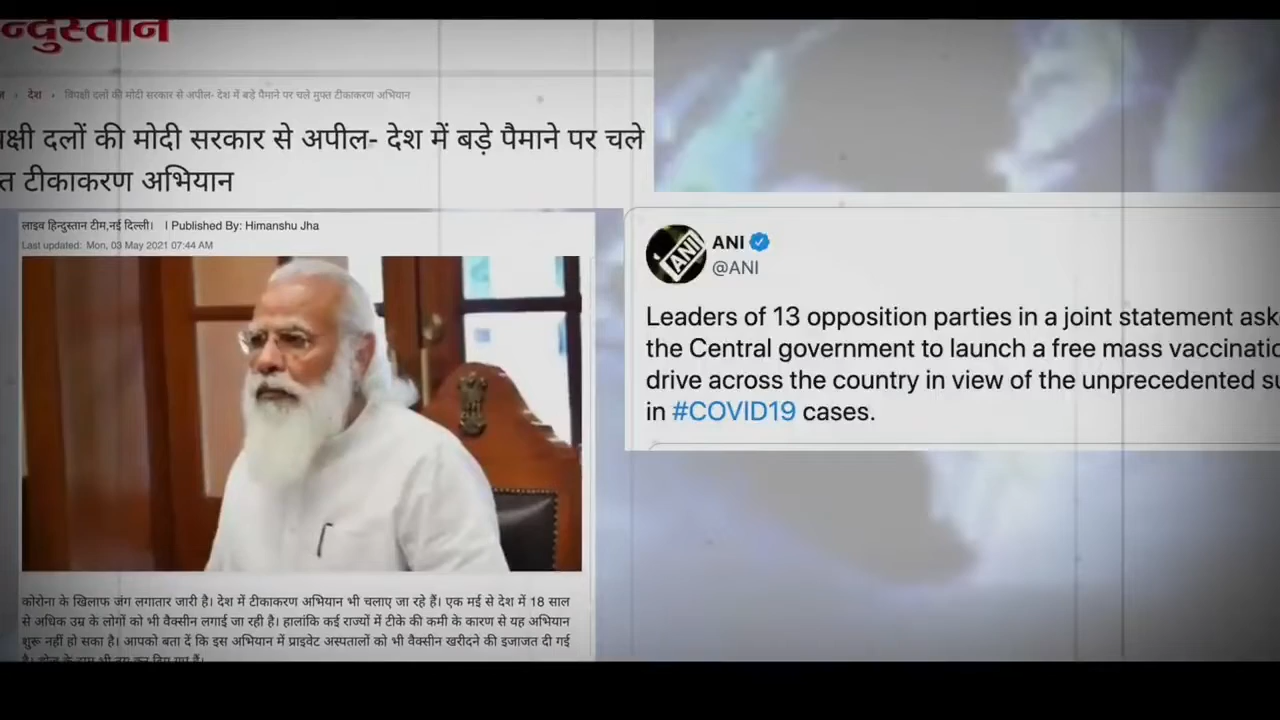 न्दुस्तान
देश › विपक्षी दलों की मोदी सरकार से अपील- देश में बड़े पैमाने पर चले मुफ्त टीकाकरण अभियान
दलों की मोदी सरकार से अपील- देश में बड़े पैमाने पर चले
टीकाकरण अभियान
लाइव हिन्दुस्तान टीम,नई दिल्ली। | Published By: Himanshu Jha
Last updated: Mon, 03 May 2021 07:44 AM
कोरोना के खिलाफ जंग लगातार जारी है। देश में टीकाकरण अभियान भी चलाए जा रहे हैं। एक मई से देश में 18 साल
से अधिक उम्र के लोगों को भी वैक्सीन लगाई जा रही है। हालांकि कई राज्यों में टीके की कमी के कारण से यह अभियान
शुरू नहीं हो सका है। आपको बता दें कि इस अभियान में प्राइवेट अस्पतालों को भी वैक्सीन खरीदने की इजाजत दी गई
ANI
ANI
@ANI
Leaders of 13 opposition parties in a joint statement ask
the Central government to launch a free mass vaccinatio
drive across the country in view of the unprecedented su
in #COVID19 cases.